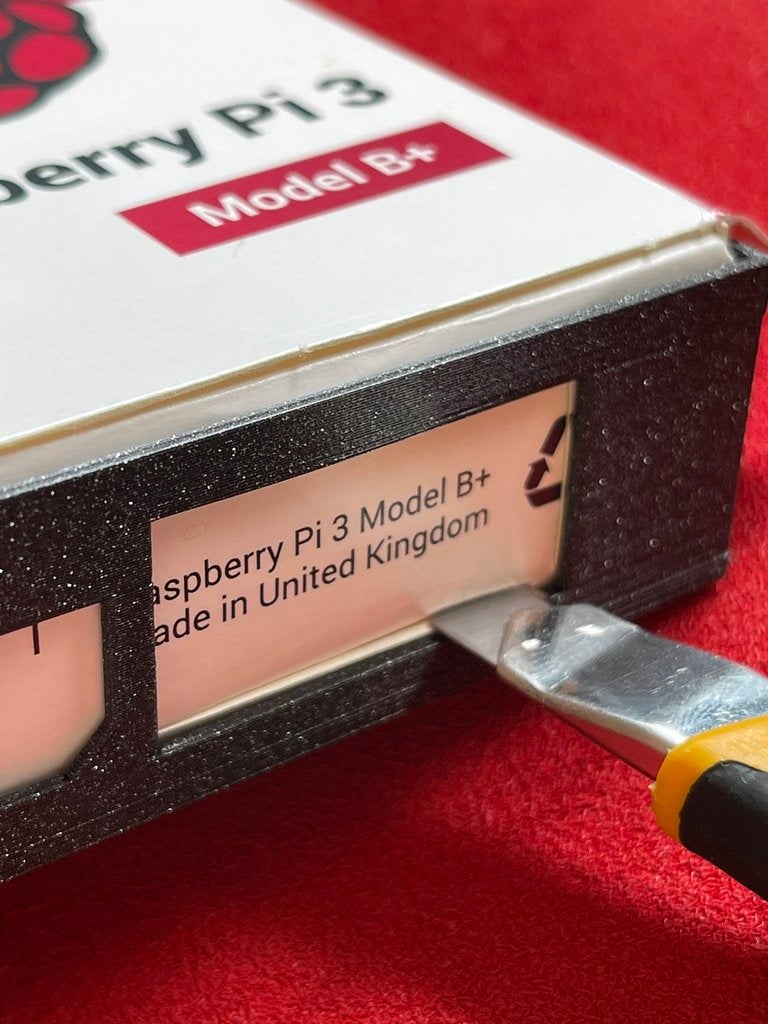 berry Pi 3
Model B+
aspberry Pi 3 Model B+
ade in United Kingdom